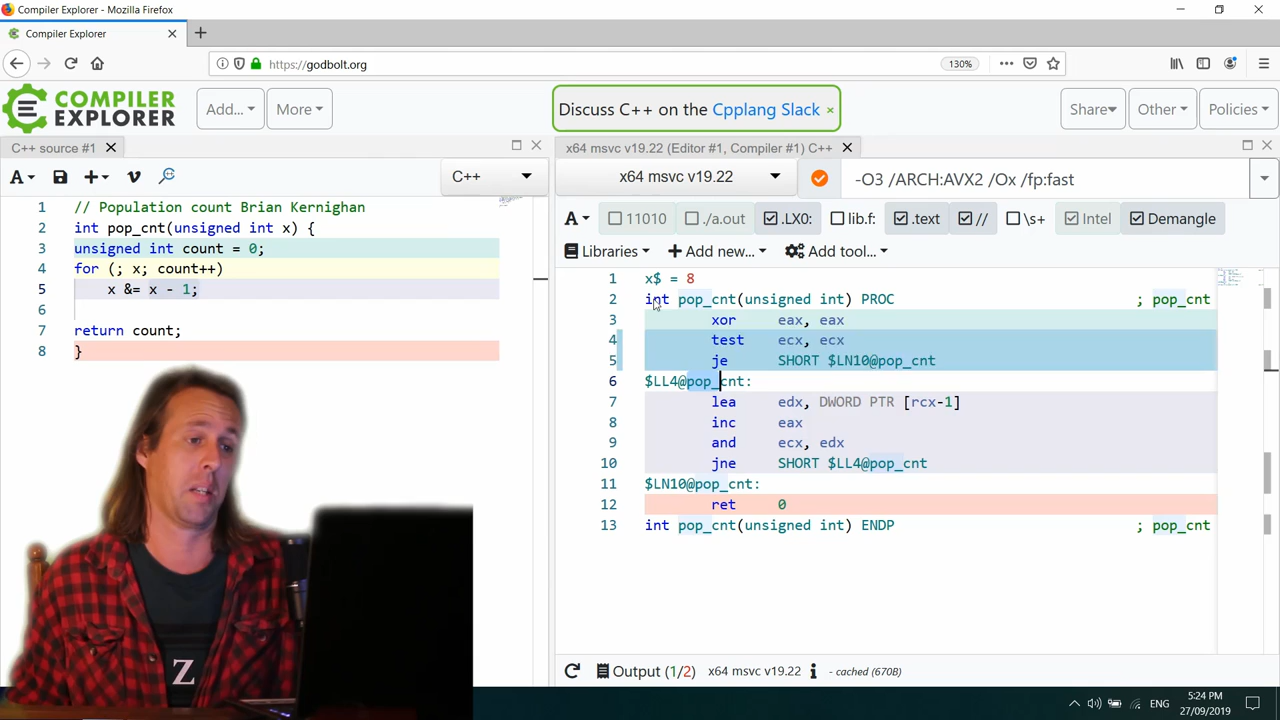 Compiler Explorer - Mozilla Firefox
Compiler Explorer
https://godbolt.org
130%
COMPILER
EXPLORER
Add...
More
Discuss C++ on the Cpplang Slack ×
Share
Other
Policies
C++ source #1
A
C++
1 // Population count Brian Kernighan
2 int pop_cnt(unsigned int x) {
3 unsigned int count = 0;
4 for (; x; count++)
5 x &= x - 1;
6
7 return count;
8 }
x64 msvc v19.22 (Editor #1, Compiler #1) C++
x64 msvc v19.22
-O3 /ARCH:AVX2 /Ox /fp:fast
A 11010 ./a.out .LX0: lib.f: .text // \s+ Intel Demangle
Libraries + Add new... Add tool...
1 x$ = 8
2 int pop_cnt(unsigned int) PROC ; pop_cnt
3 xor eax, eax
4 test ecx, ecx
5 je SHORT $LN10@pop_cnt
6 $LL4@pop_cnt:
7 lea edx, DWORD PTR [rcx-1]
8 inc eax
9 and ecx, edx
10 jne SHORT $LL4@pop_cnt
11 $LN10@pop_cnt:
12 ret 0
13 int pop_cnt(unsigned int) ENDP ; pop_cnt
Output (1/2) x64 msvc v19.22 i - cached (670B)
Z
ENG
5:24 PM
27/09/2019